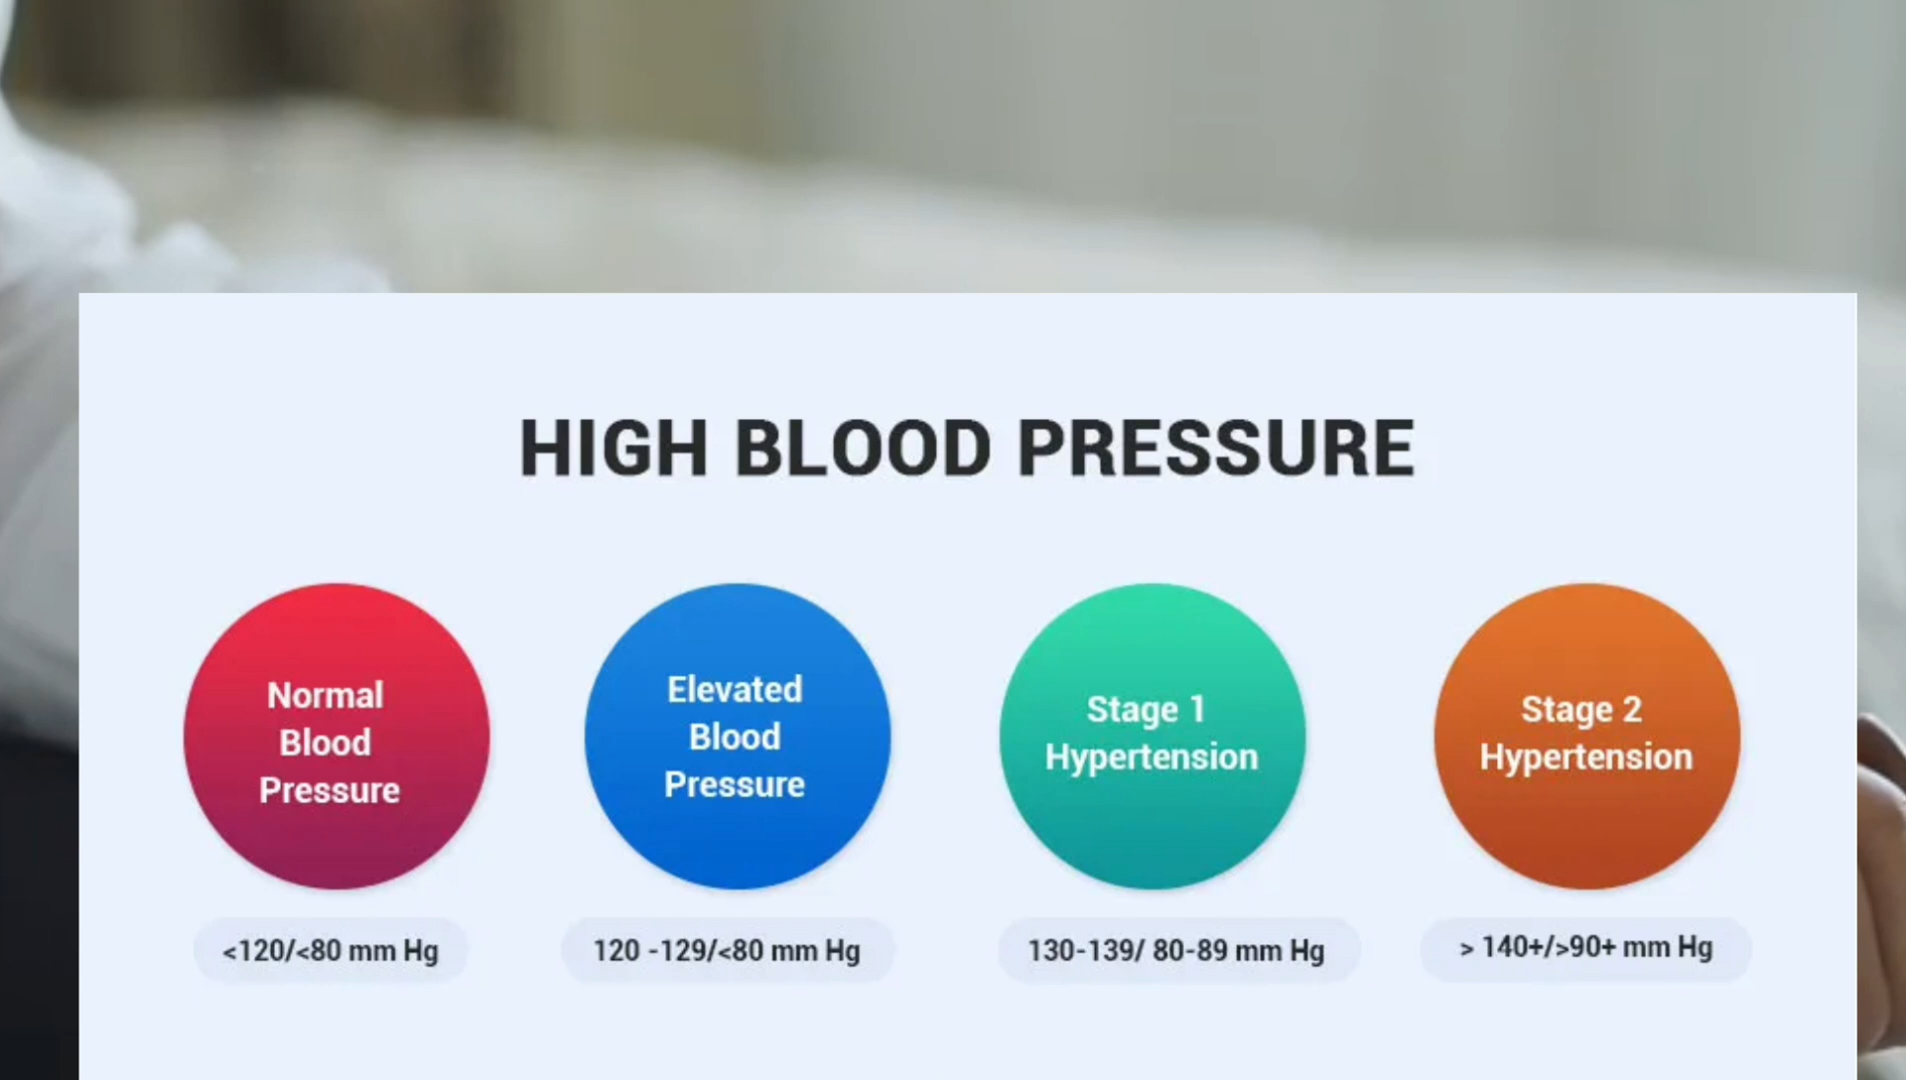 HIGH BLOOD PRESSURE
Normal
Blood
Pressure
<120/<80 mm Hg
Elevated
Blood
Pressure
120 -129/<80 mm Hg
Stage 1
Hypertension
130-139/ 80-89 mm Hg
Stage 2
Hypertension
> 140+/>90+ mm Hg